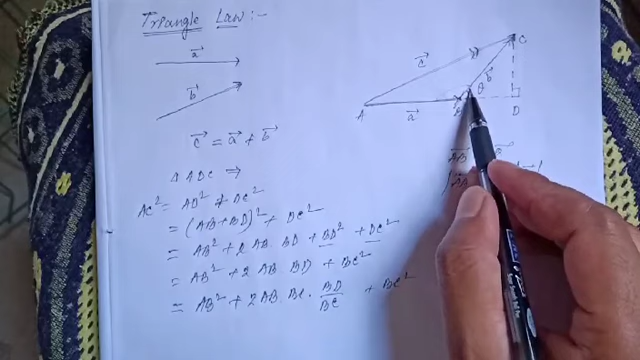 Triangle Law:-
a
b
c = a + b
Δ ADC ⇒
AC² = AD² + DC²
= (AB+BD)² + DC²
= AB² + 2 AB. BD + BD² + DC²
= AB² + 2 AB BD + BC²
= AB² + 2 AB. BC. BD/BC + BC²
c
C
b
θ
A
a
B
D